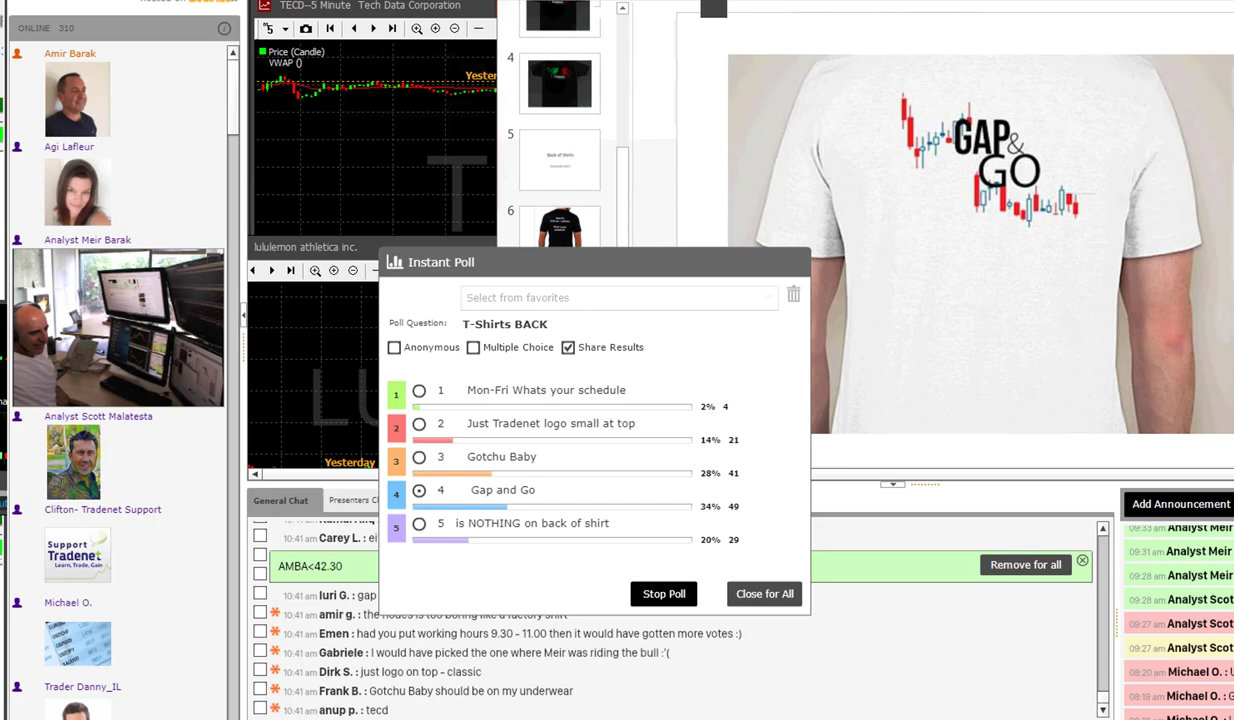 ONLINE 310
Amir Barak
Agi Lafleur
Analyst Meir Barak
Analyst Scott Malatesta
Clifton- Tradenet Support
Support
Tradenet
Learn, Trade, Gain
Michael O.
Trader Danny_IL
TECD—5 Minute Tech Data Corporation
5
Price (Candle)
VWAP ()
Yester
T
lululemon athletica inc.
LU
Yesterday
4
5
Back of Shirt:
6
GAP&
GO
Instant Poll
Select from favorites
Poll Question: T-Shirts BACK
Anonymous Multiple Choice Share Results
1 1 Mon-Fri Whats your schedule
2% 4
2 2 Just Tradenet logo small at top
14% 21
3 3 Gotchu Baby
28% 41
4 4 Gap and Go
34% 49
5 5 is NOTHING on back of shirt
20% 29
Stop Poll Close for All
General Chat Presenters C
Carey L. : ei
AMBA<42.30
Remove for all
10:41 am Iuri G. : gap
10:41 am amir g. : the
10:41 am Emen : had you put working hours 9.30 - 11.00 then it would have gotten more votes :)
10:41 am Gabriele : I would have picked the one where Meir was riding the bull :'(
10:41 am Dirk S. : just logo on top - classic
10:41 am Frank B. : Gotchu Baby should be on my underwear
10:41 am anup p. : tecd
Add Announcement
09:33 am Analyst Meir
09:31 am Analyst Meir
09:28 am Analyst Meir
09:28 am Analyst Scot
09:27 am Analyst Scot
09:27 am Analyst Scot
08:20 am Michael O. :
08:19 am Michael O. : G
08:19 am Michael O. :